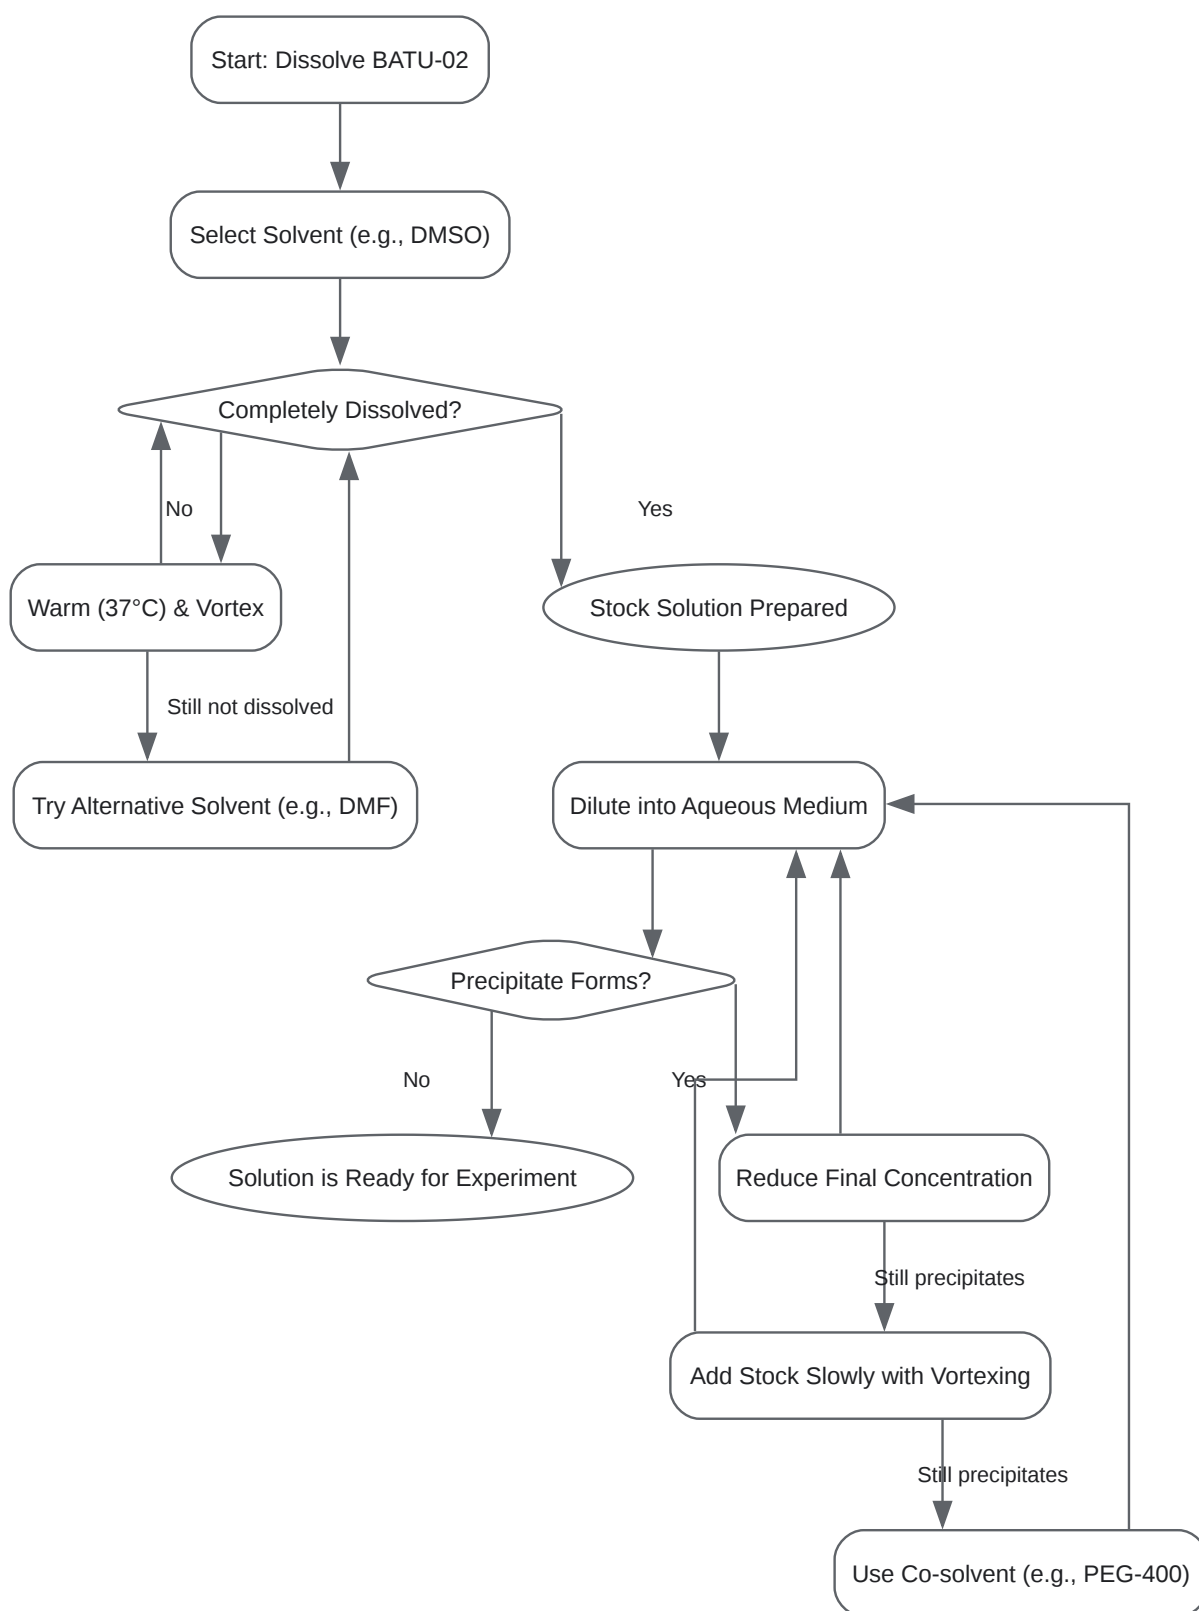 Start: Dissolve BATU-02
Select Solvent (e.g., DMSO)
Completely Dissolved?
No
Yes
Warm (37°C) & Vortex
Stock Solution Prepared
Still not dissolved
Try Alternative Solvent (e.g., DMF)
Dilute into Aqueous Medium
Precipitate Forms?
No
Yes
Solution is Ready for Experiment
Reduce Final Concentration
Still precipitates
Add Stock Slowly with Vortexing
Still precipitates
Use Co-solvent (e.g., PEG-400)